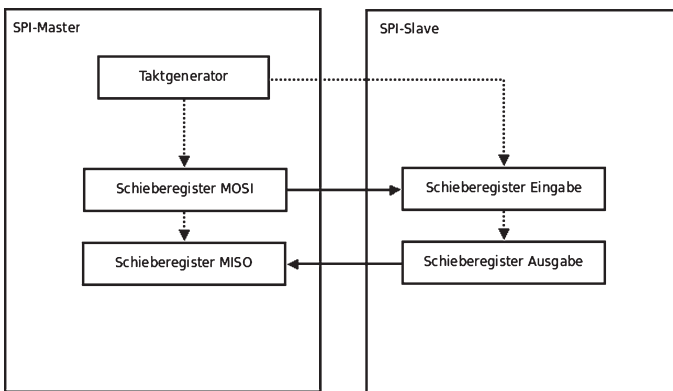 SPI-Master
SPI-Slave
Taktgenerator
Schieberegister MOSI
Schieberegister Eingabe
Schieberegister MISO
Schieberegister Ausgabe